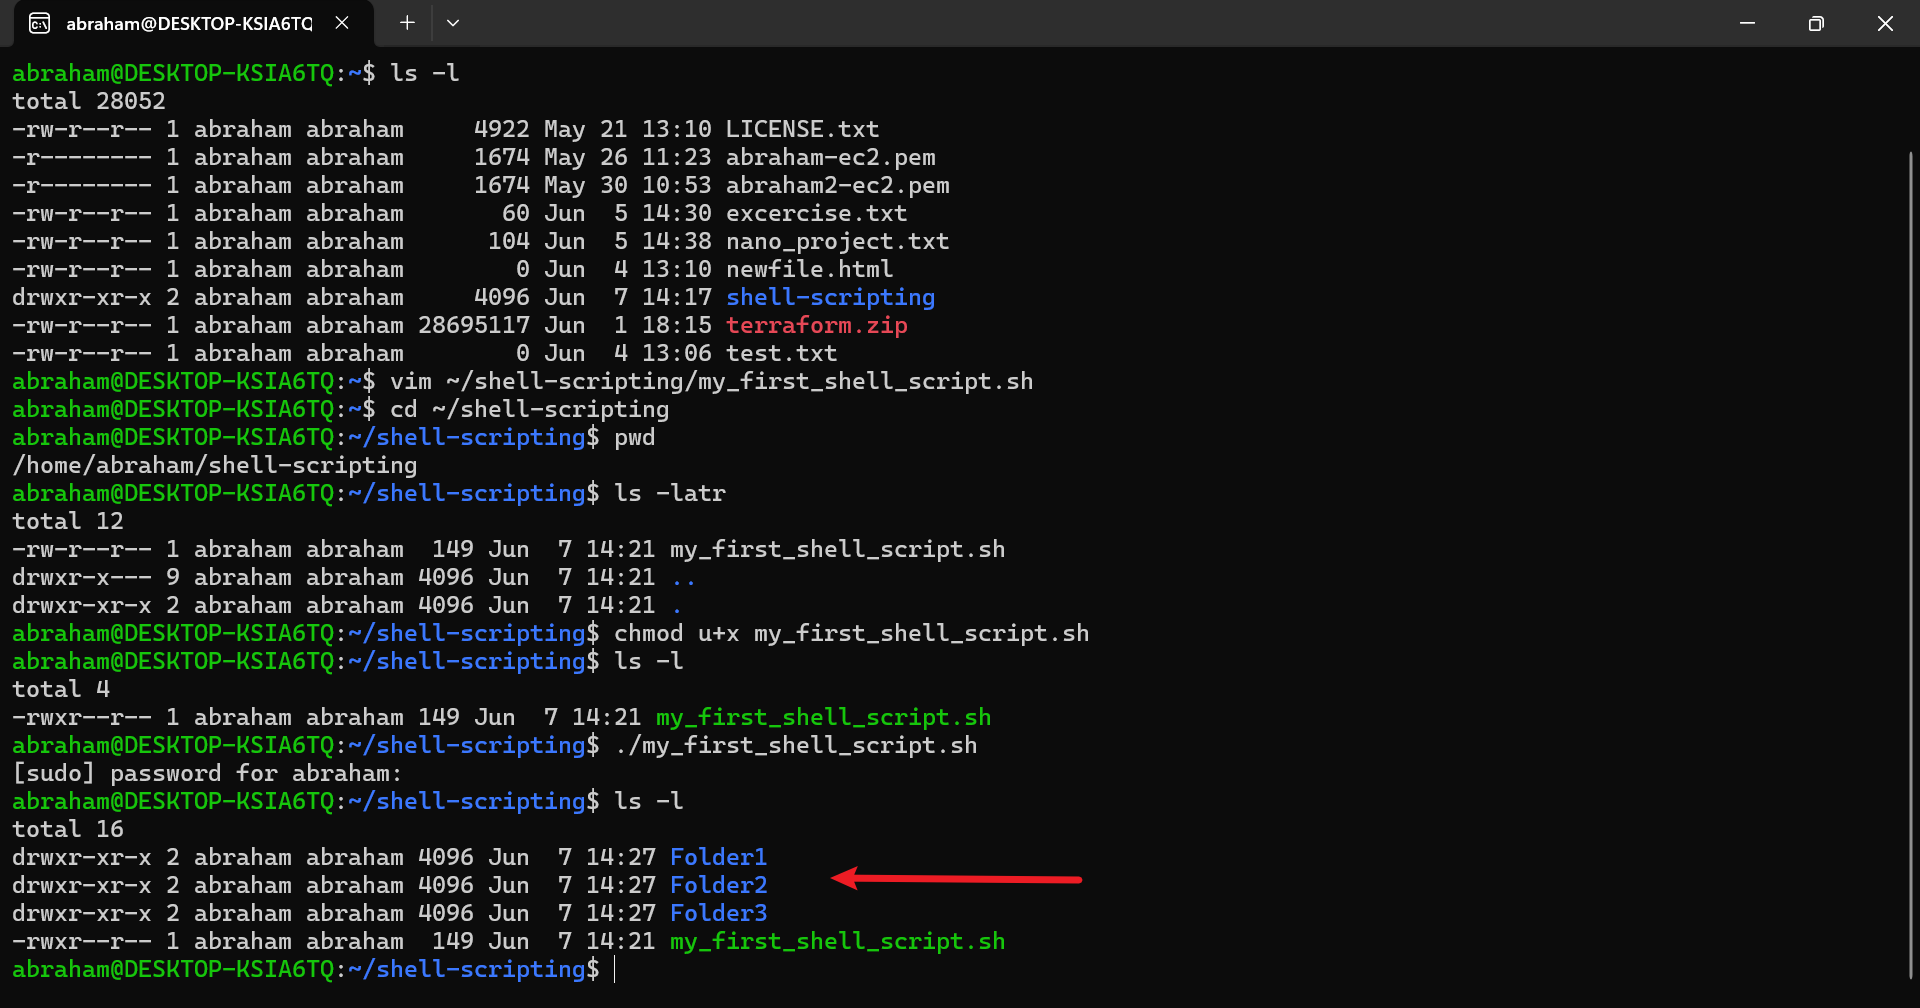 abraham@DESKTOP-KSIA6TQ
abraham@DESKTOP-KSIA6TQ:~$ ls -l
total 28052
-rw-r--r-- 1 abraham abraham     4922 May 21 13:10 LICENSE.txt
-r-------- 1 abraham abraham     1674 May 26 11:23 abraham-ec2.pem
-r-------- 1 abraham abraham     1674 May 30 10:53 abraham2-ec2.pem
-rw-r--r-- 1 abraham abraham       60 Jun  5 14:30 excercise.txt
-rw-r--r-- 1 abraham abraham      104 Jun  5 14:38 nano_project.txt
-rw-r--r-- 1 abraham abraham        0 Jun  4 13:10 newfile.html
drwxr-xr-x 2 abraham abraham     4096 Jun  7 14:17 shell-scripting
-rw-r--r-- 1 abraham abraham 28695117 Jun  1 18:15 terraform.zip
-rw-r--r-- 1 abraham abraham        0 Jun  4 13:06 test.txt
abraham@DESKTOP-KSIA6TQ:~$ vim ~/shell-scripting/my_first_shell_script.sh
abraham@DESKTOP-KSIA6TQ:~$ cd ~/shell-scripting
abraham@DESKTOP-KSIA6TQ:~/shell-scripting$ pwd
/home/abraham/shell-scripting
abraham@DESKTOP-KSIA6TQ:~/shell-scripting$ ls -latr
total 12
-rw-r--r-- 1 abraham abraham  149 Jun  7 14:21 my_first_shell_script.sh
drwxr-x--- 9 abraham abraham 4096 Jun  7 14:21 ..
drwxr-xr-x 2 abraham abraham 4096 Jun  7 14:21 .
abraham@DESKTOP-KSIA6TQ:~/shell-scripting$ chmod u+x my_first_shell_script.sh
abraham@DESKTOP-KSIA6TQ:~/shell-scripting$ ls -l
total 4
-rwxr--r-- 1 abraham abraham 149 Jun  7 14:21 my_first_shell_script.sh
abraham@DESKTOP-KSIA6TQ:~/shell-scripting$ ./my_first_shell_script.sh
[sudo] password for abraham:
abraham@DESKTOP-KSIA6TQ:~/shell-scripting$ ls -l
total 16
drwxr-xr-x 2 abraham abraham 4096 Jun  7 14:27 Folder1
drwxr-xr-x 2 abraham abraham 4096 Jun  7 14:27 Folder2
drwxr-xr-x 2 abraham abraham 4096 Jun  7 14:27 Folder3
-rwxr--r-- 1 abraham abraham  149 Jun  7 14:21 my_first_shell_script.sh
abraham@DESKTOP-KSIA6TQ:~/shell-scripting$